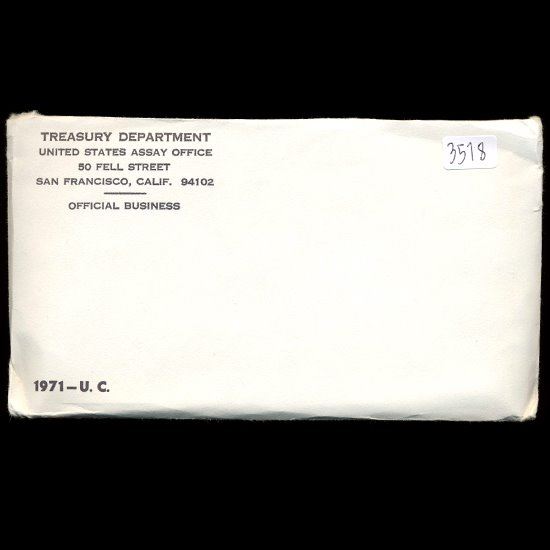 TREASURY DEPARTMENT
UNITED STATES ASSAY OFFICE
50 FELL STREET
SAN FRANCISCO, CALIF. 94102
OFFICIAL BUSINESS
3518
1971-U. C.